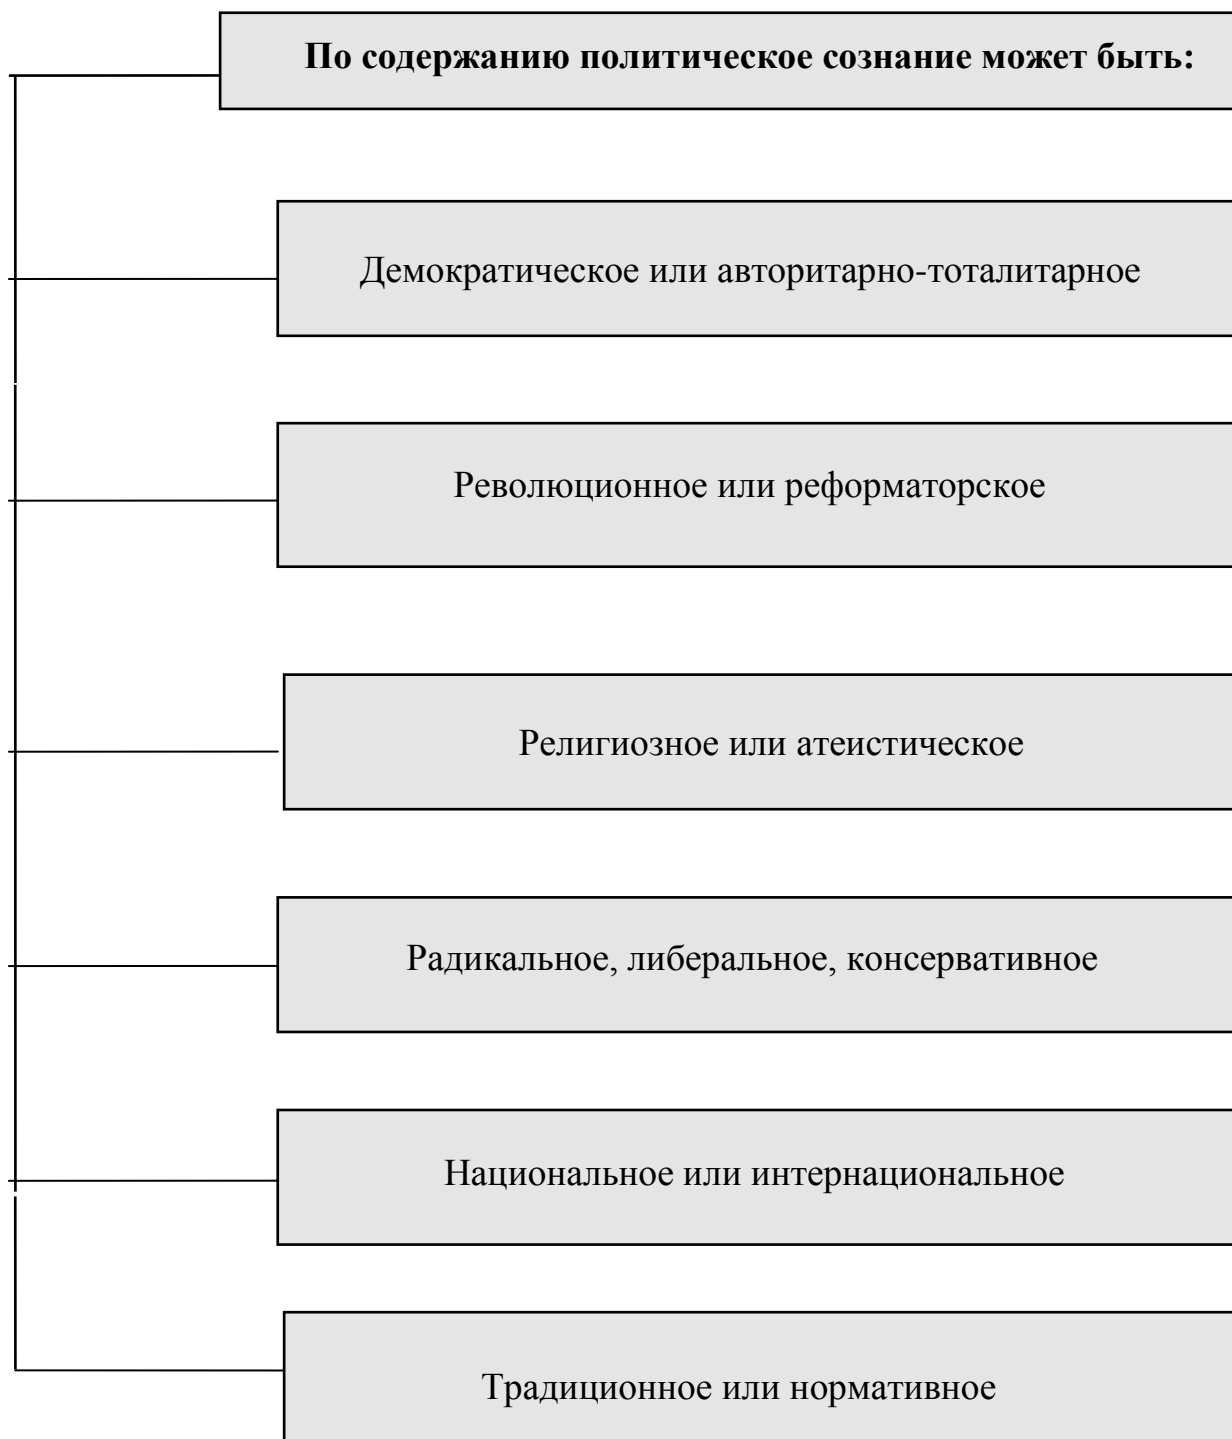 По содержанию политическое сознание может быть:
Демократическое или авторитарно-тоталитарное
Революционное или реформаторское
Религиозное или атеистическое
Радикальное, либеральное, консервативное
Национальное или интернациональное
Традиционное или нормативное